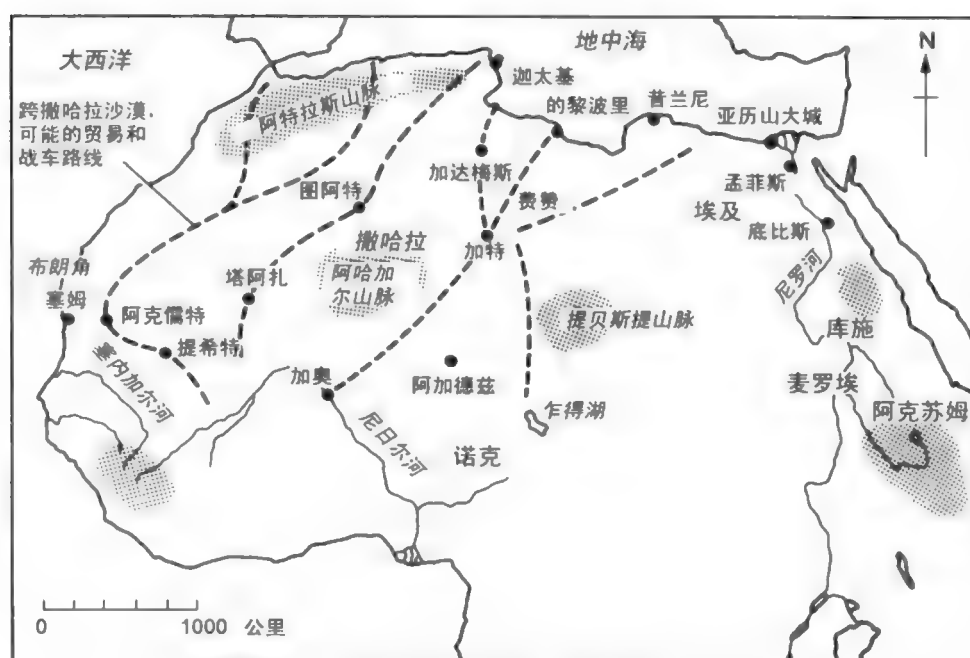 大西洋
地中海
N
迦太基
的黎波里
普兰尼
亚历山大城
跨撒哈拉沙漠,
可能的贸易和
战车路线
阿特拉斯山脉
图阿特
加达梅斯
费赞
孟菲斯
埃及
底比斯
撒哈拉
加特
尼罗河
布朗角
塞姆
塔阿扎
阿哈加
尔山脉
阿克儒特
提贝斯提山脉
库施
提希特
塞内加尔河
加奥
阿加德兹
麦罗埃
阿克苏姆
乍得湖
尼日尔河
诺克
0 1000 公里